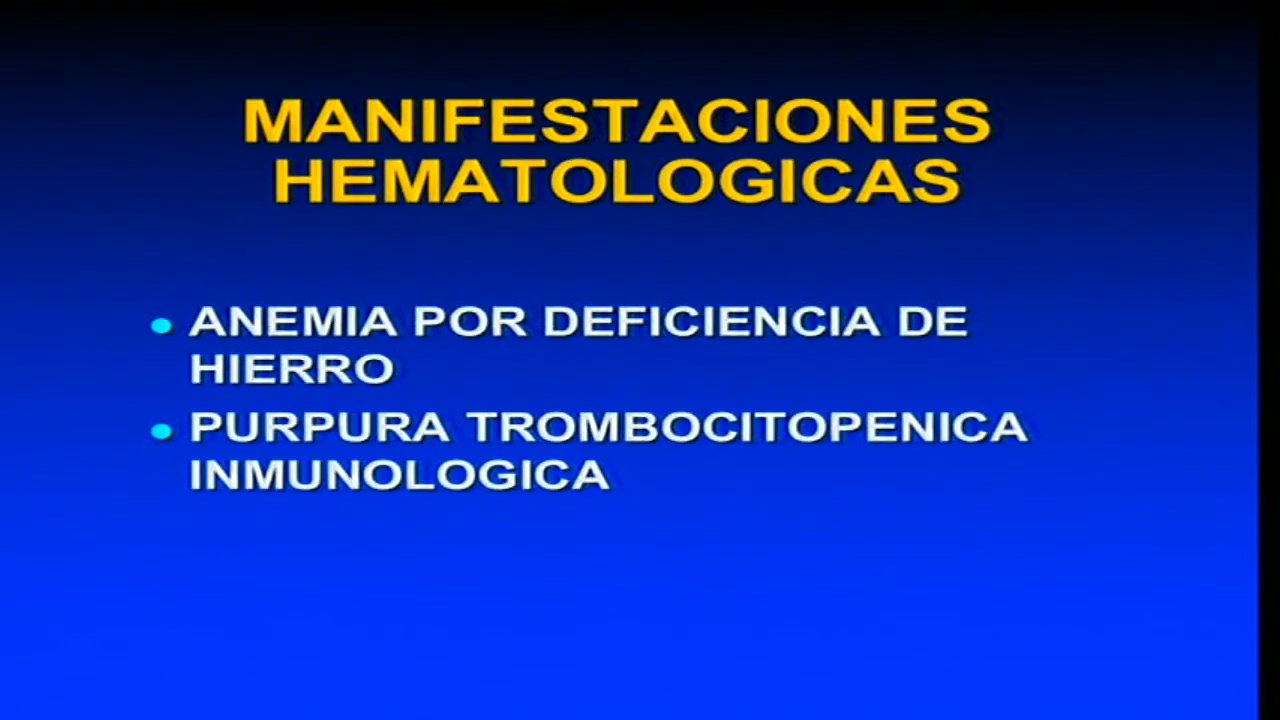 MANIFESTACIONES
HEMATOLOGICAS
ANEMIA POR DEFICIENCIA DE
HIERRO
PURPURA TROMBOCITOPENICA
INMUNOLOGICA